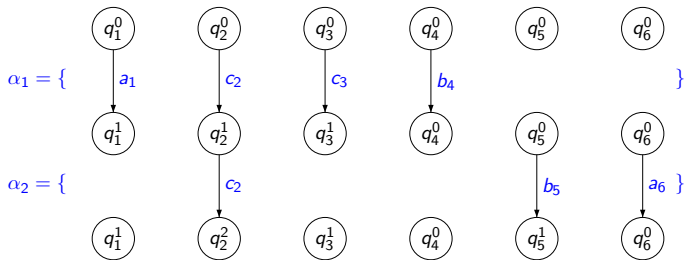 q_1^0 q_2^0 q_3^0 q_4^0 q_5^0 q_6^0
α_1 = { a_1 c_2 c_3 b_4 }
q_1^1 q_2^1 q_3^1 q_4^0 q_5^0 q_6^0
α_2 = { c_2 b_5 a_6 }
q_1^1 q_2^2 q_3^1 q_4^0 q_5^1 q_6^0